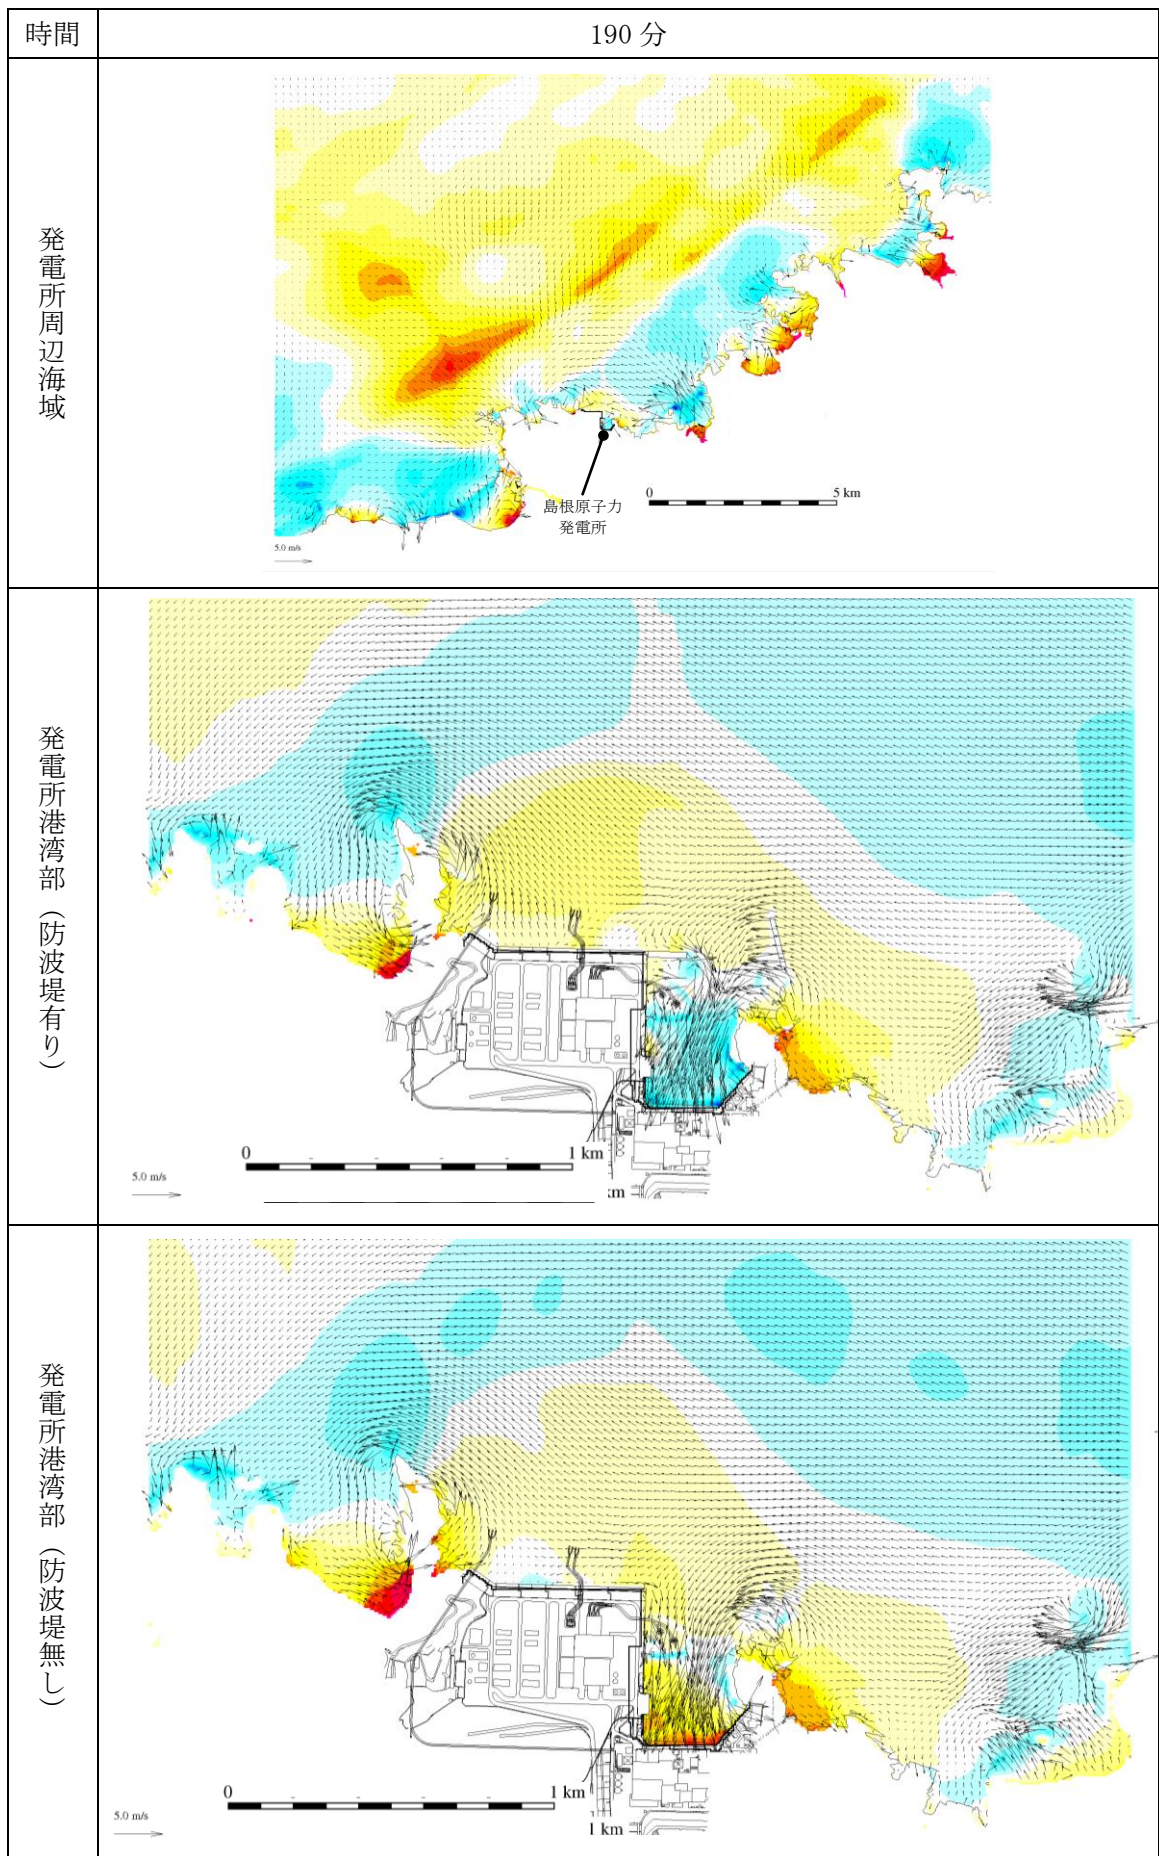 時間
190 分
発電所周辺海域
島根原子力
発電所
0
5 km
5.0 m/s
発電所港湾部（防波堤有り）
0
1 km
5.0 m/s
km
発電所港湾部（防波堤無し）
0
1 km
5.0 m/s
1 km